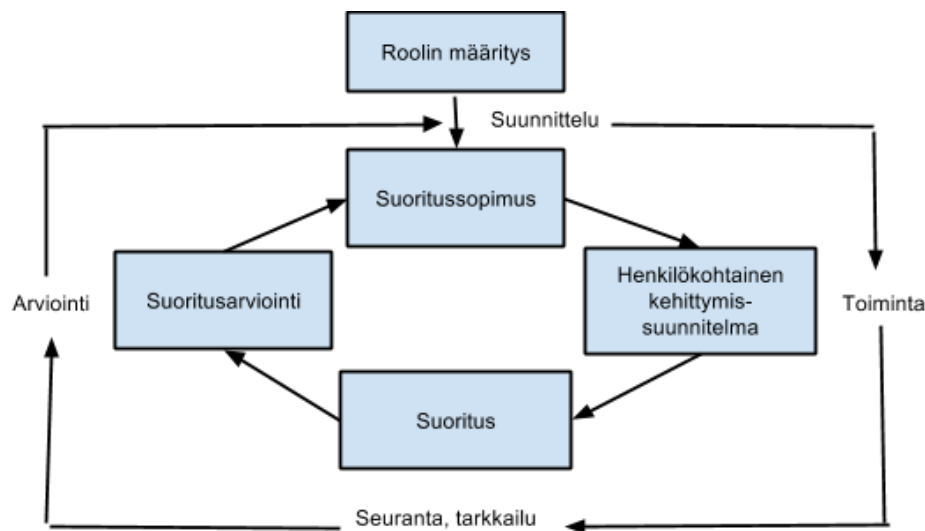 Roolin määritys
Suunnittelu
Suoritussopimus
Henkilökohtainen
kehittymis-
suunnitelma
Toiminta
Arviointi
Suoritusarviointi
Suoritus
Seuranta, tarkkailu